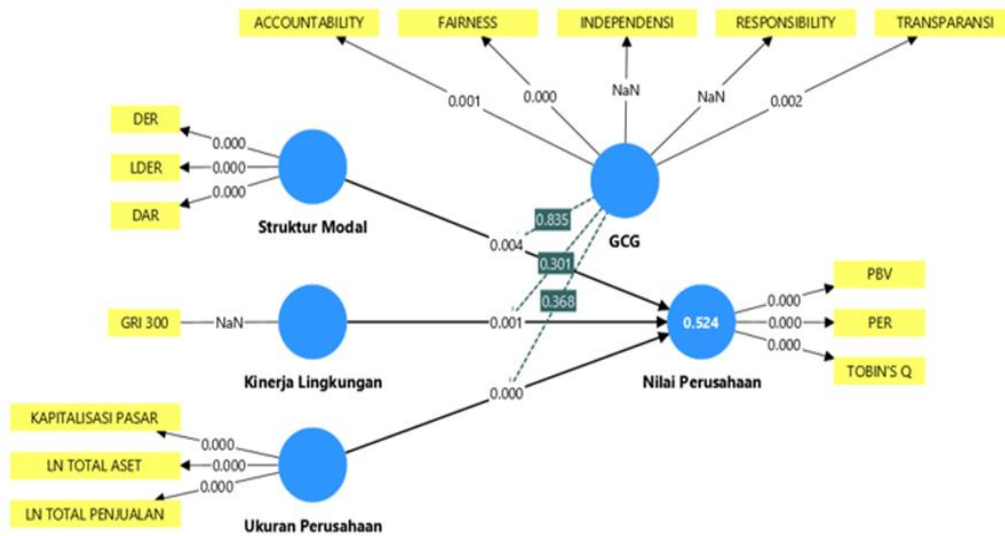 ACCOUNTABILITY
FAIRNESS
INDEPENDENSI
RESPONSIBILITY
TRANSPARANSI
0.001
0.000
NaN
NaN
0.002
DER
LDER
DAR
0.000
0.000
0.000
Struktur Modal
GCG
0.835
0.004
0.301
0.368
GRI 300
NaN
Kinerja Lingkungan
0.001
0.524
Nilai Perusahaan
0.000
0.000
0.000
PBV
PER
TOBIN'S Q
0.000
KAPITALISASI PASAR
LN TOTAL ASET
LN TOTAL PENJUALAN
0.000
0.000
0.000
Ukuran Perusahaan